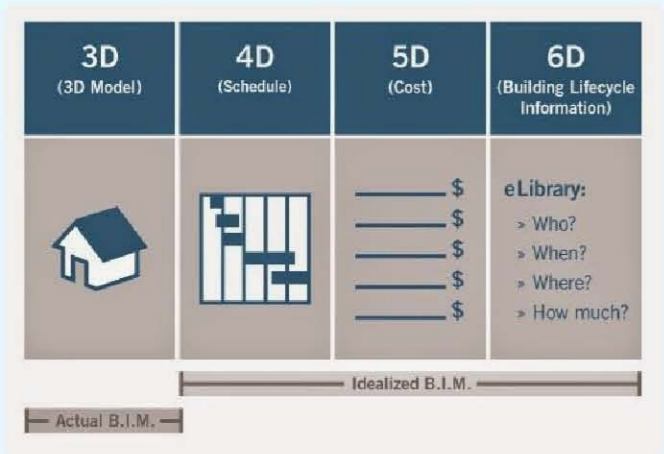 3D
(3D Model)
4D
(Schedule)
5D
(Cost)
6D
(Building Lifecycle
Information)
$
$
$
$
$
eLibrary:
» Who?
» When?
» Where?
» How much?
Idealized B.I.M.
Actual B.I.M.